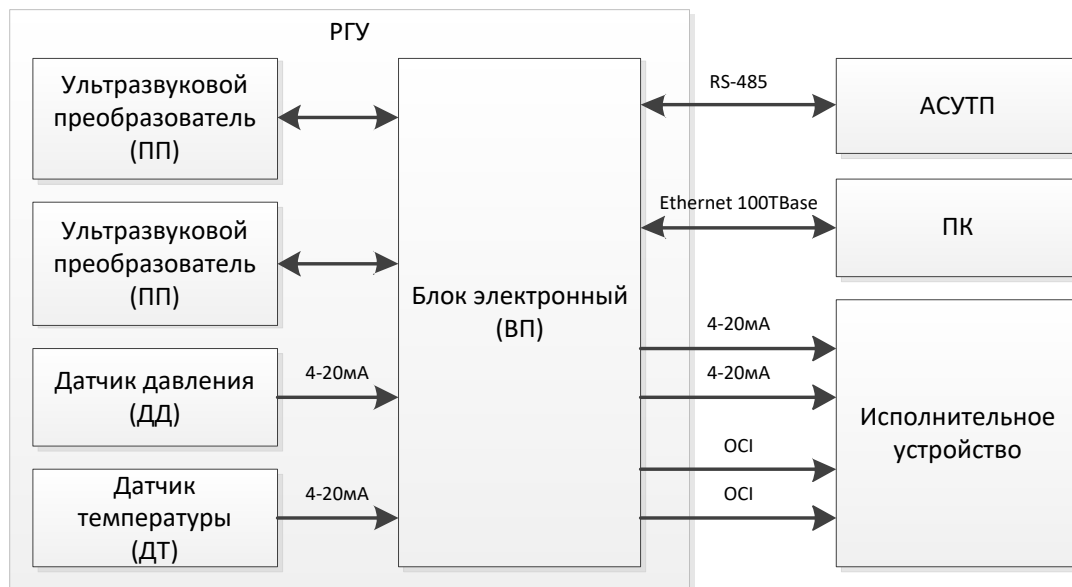 РГУ
Ультразвуковой
преобразователь
(ПП)
Ультразвуковой
преобразователь
(ПП)
Датчик давления
(ДД)
4-20мА
Датчик
температуры
(ДТ)
4-20мА
Блок электронный
(ВП)
RS-485
АСУТП
Ethernet 100TBase
ПК
4-20мА
4-20мА
OCI
OCI
Исполнительное
устройство